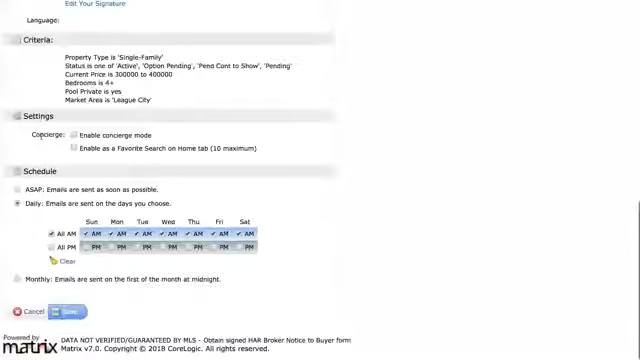 Edit Your Signature
Language:
Criteria:
Property Type is 'Single-Family'
Status is one of 'Active', 'Option Pending', 'Pend Cont to Show', 'Pending'
Current Price is 300000 to 400000
Bedrooms is 4+
Pool Private is yes
Market Area is 'League City'
Settings
Concierge: Enable concierge mode
Enable as a Favorite Search on Home tab (10 maximum)
Schedule
ASAP: Emails are sent as soon as possible.
Daily: Emails are sent on the days you choose.
Sun Mon Tue Wed Thu Fri Sat
All AM AM AM AM AM AM AM AM
All PM PM PM PM PM PM PM PM
Clear
Monthly: Emails are sent on the first of the month at midnight.
Cancel Save
Powered by
matrix
DATA NOT VERIFIED/GUARANTEED BY MLS - Obtain signed HAR Broker Notice to Buyer form
Matrix v7.0. Copyright © 2018 CoreLogic. All rights reserved.